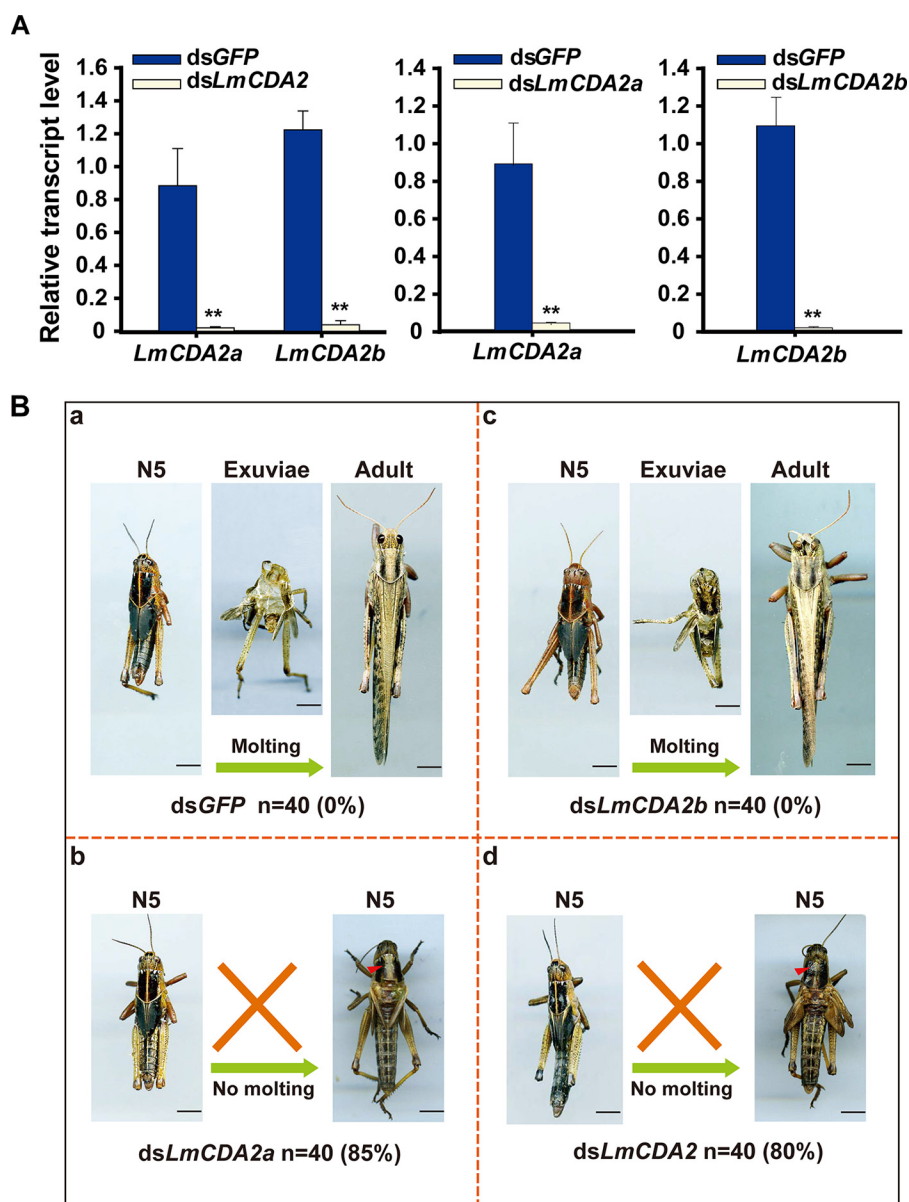 A
Relative transcript level
dsGFP
dsLmCDA2
1.6
1.4
1.2
1.0
0.8
0.6
0.4
0.2
0
**
**
LmCDA2a
LmCDA2b
dsGFP
dsLmCDA2a
1.4
1.2
1.0
0.8
0.6
0.4
0.2
0
**
LmCDA2a
dsGFP
dsLmCDA2b
1.4
1.2
1.0
0.8
0.6
0.4
0.2
0
**
LmCDA2b
B
a
N5 Exuviae Adult
Molting
dsGFP n=40 (0%)
c
N5 Exuviae Adult
Molting
dsLmCDA2b n=40 (0%)
b
N5 N5
No molting
dsLmCDA2a n=40 (85%)
d
N5 N5
No molting
dsLmCDA2 n=40 (80%)